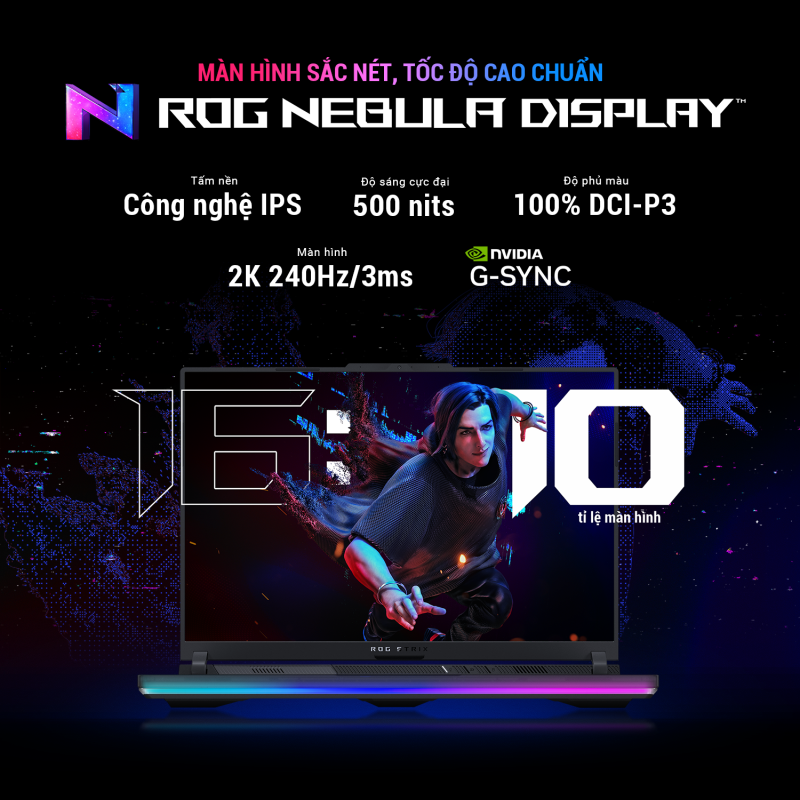 MÀN HÌNH SẮC NÉT, TỐC ĐỘ CAO CHUẨN
ROG NEBULA DISPLAY™
Tấm nền
Công nghệ IPS
Độ sáng cực đại
500 nits
Độ phủ màu
100% DCI-P3
Màn hình
2K 240Hz/3ms
NVIDIA
G-SYNC
16:10
tỉ lệ màn hình
ROG STRIX